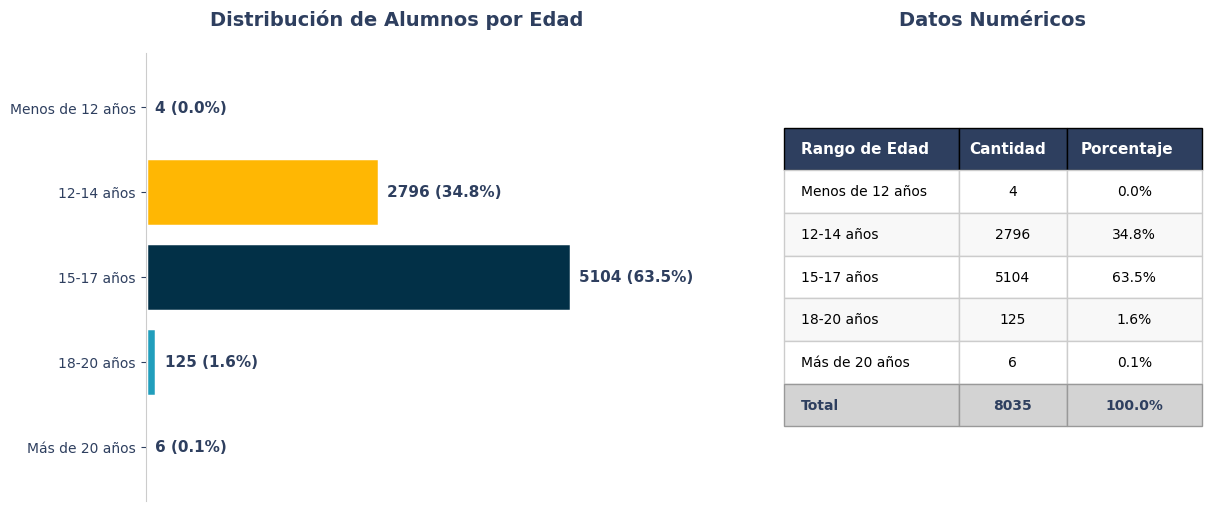 Distribución de Alumnos por Edad
Menos de 12 años
4 (0.0%)
12-14 años
2796 (34.8%)
15-17 años
5104 (63.5%)
18-20 años
125 (1.6%)
Más de 20 años
6 (0.1%)
Datos Numéricos
Rango de Edad Cantidad Porcentaje
Menos de 12 años 4 0.0%
12-14 años 2796 34.8%
15-17 años 5104 63.5%
18-20 años 125 1.6%
Más de 20 años 6 0.1%
Total 8035 100.0%